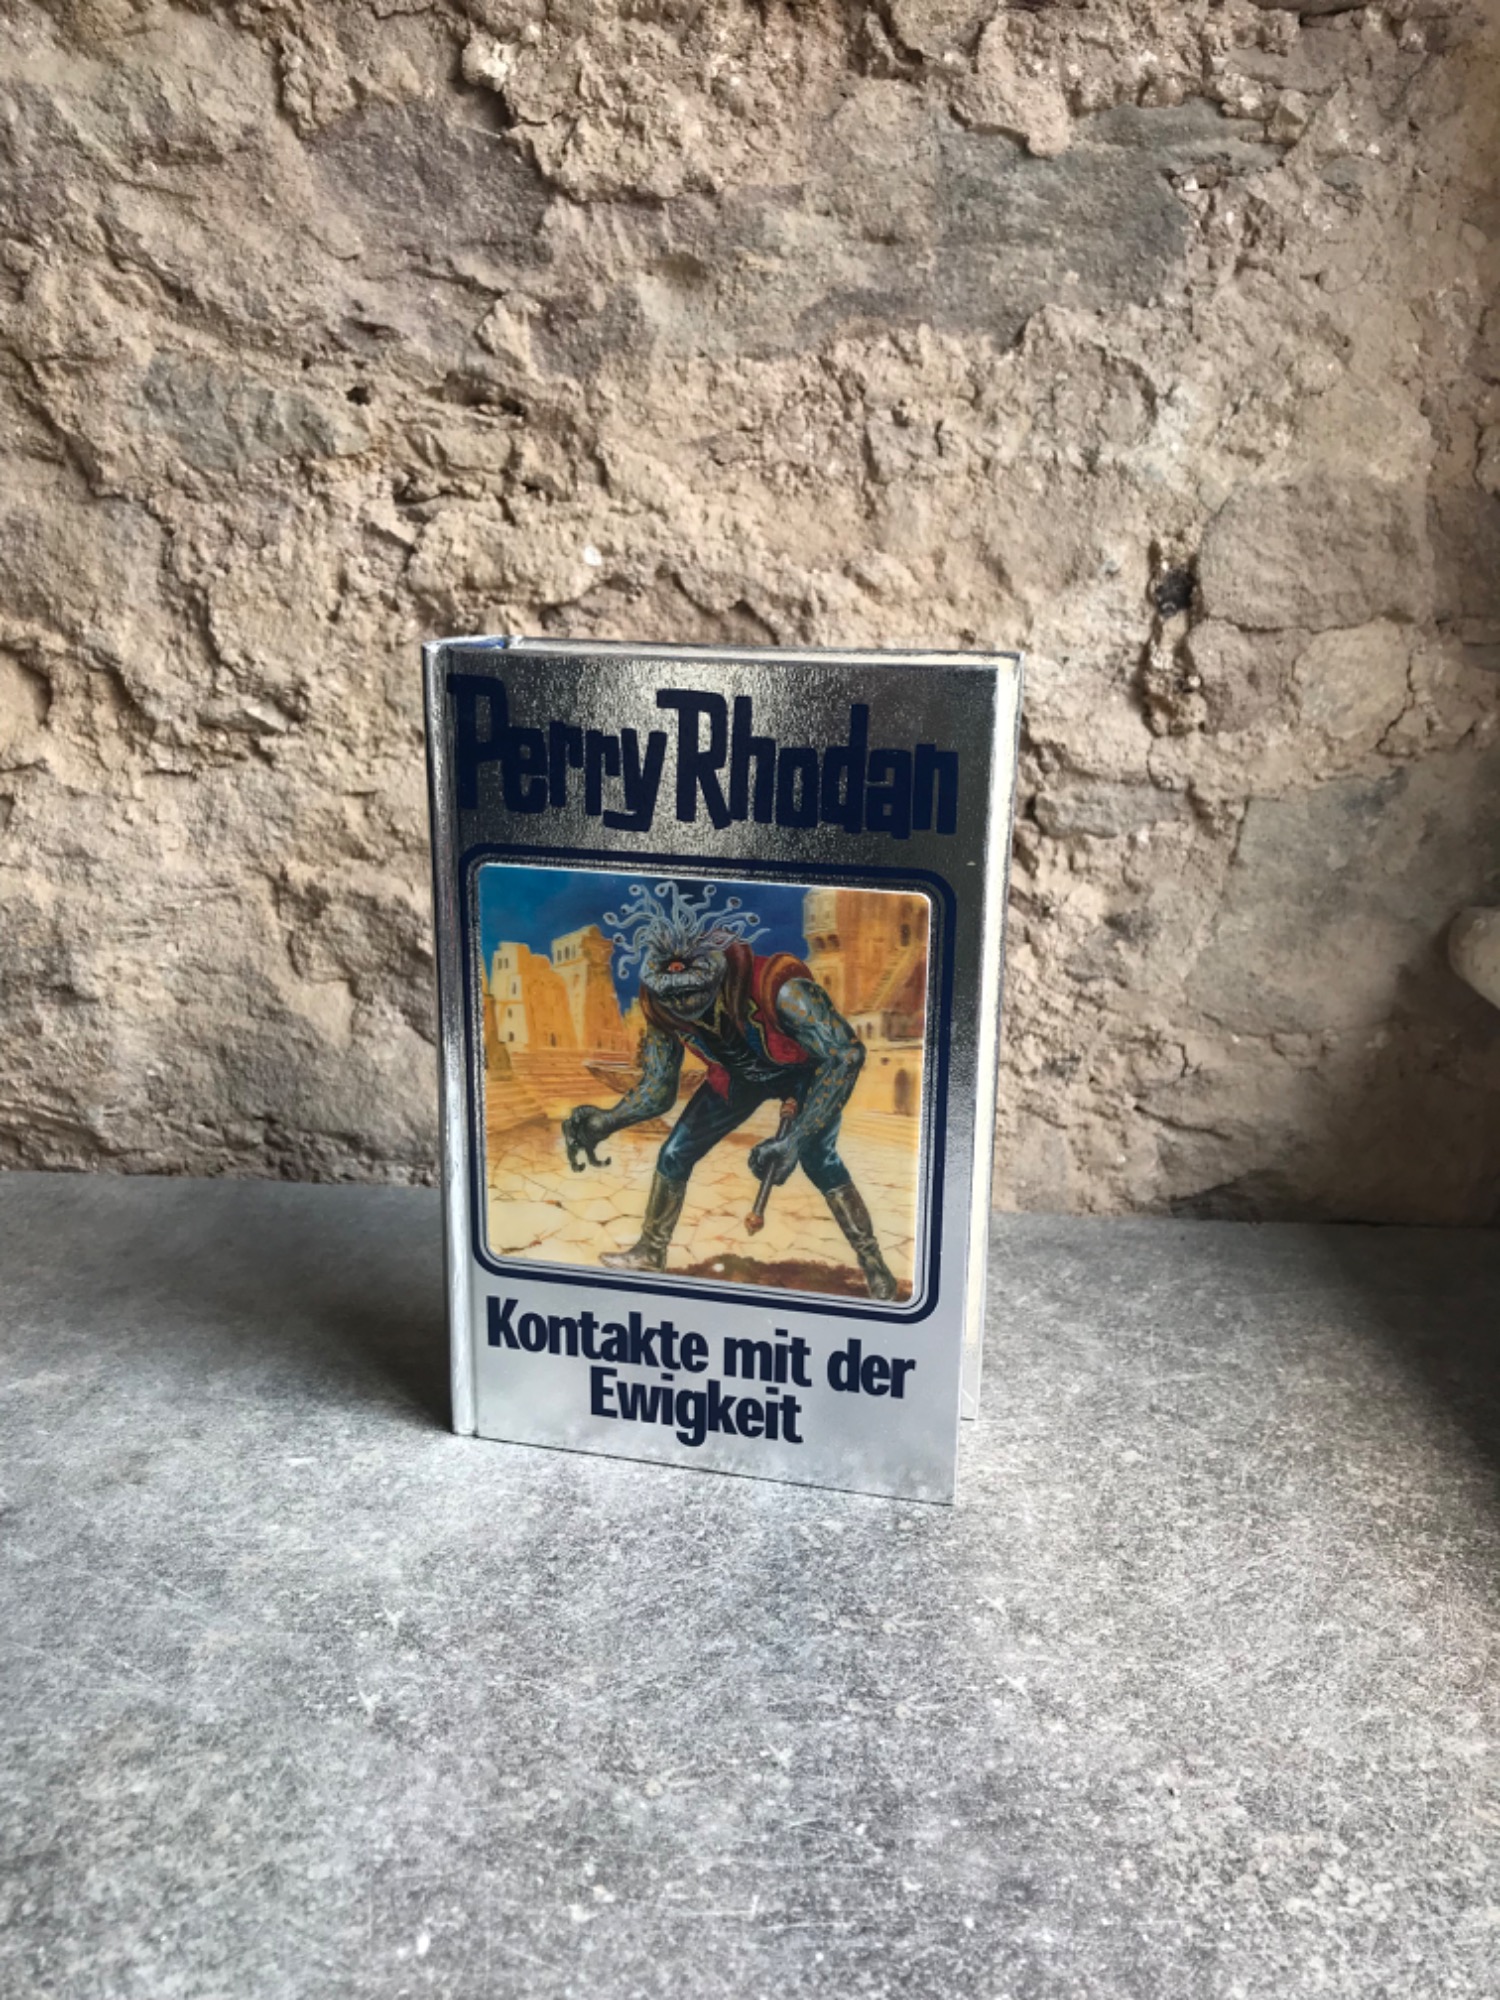 Perry Rhodan
Kontakte mit der
Ewigkeit